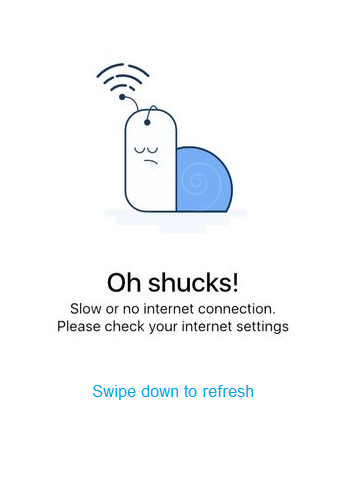 Oh shucks!
Slow or no internet connection.
Please check your internet settings
Swipe down to refresh